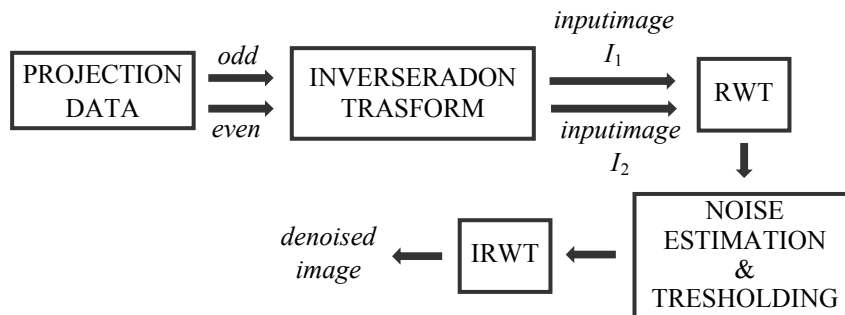 PROJECTION
DATA
odd
even
INVERSERADON
TRASFORM
inputimage
I1
inputimage
I2
RWT
NOISE
ESTIMATION
&
TRESHOLDING
IRWT
denoised
image